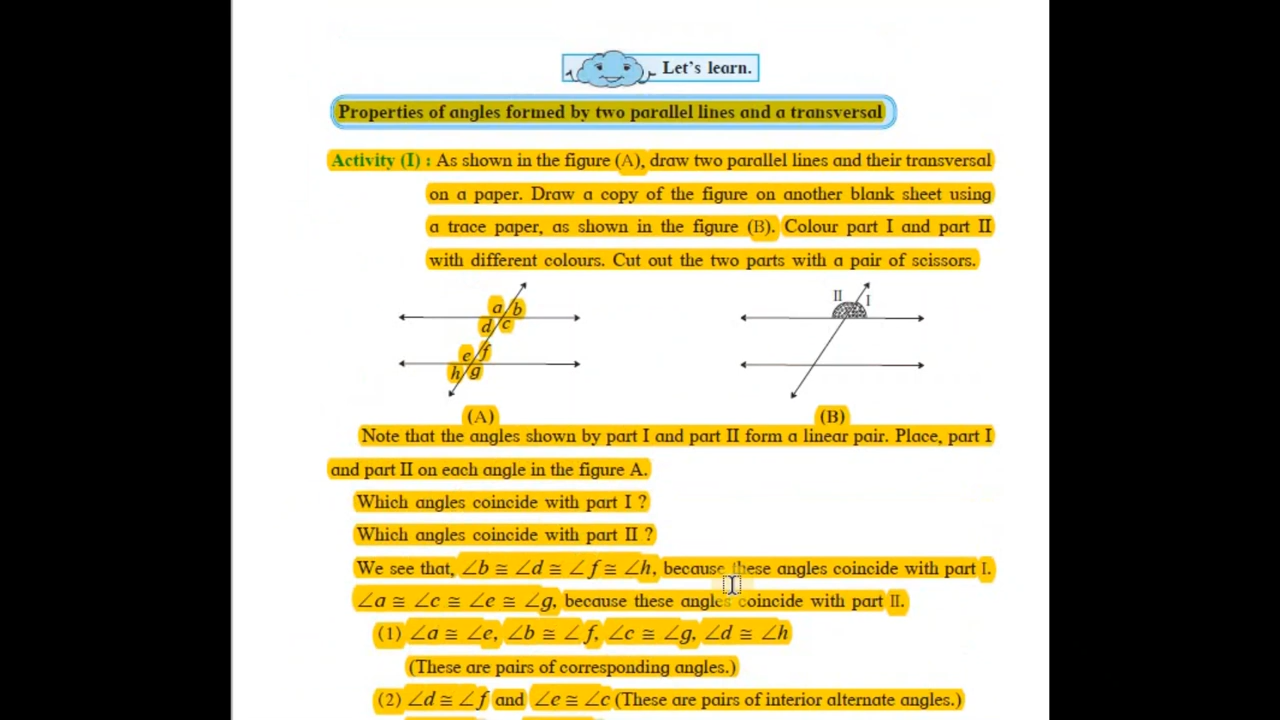 Let's learn.
Properties of angles formed by two parallel lines and a transversal
Activity (I) : As shown in the figure (A), draw two parallel lines and their transversal
on a paper. Draw a copy of the figure on another blank sheet using
a trace paper, as shown in the figure (B). Colour part I and part II
with different colours. Cut out the two parts with a pair of scissors.
a b
d c
e f
h g
II I
(A) (B)
Note that the angles shown by part I and part II form a linear pair. Place, part I
and part II on each angle in the figure A.
Which angles coincide with part I ?
Which angles coincide with part II ?
We see that, ∠b ≅ ∠d ≅ ∠f ≅ ∠h, because these angles coincide with part I.
∠a ≅ ∠c ≅ ∠e ≅ ∠g, because these angles coincide with part II.
(1) ∠a ≅ ∠e, ∠b ≅ ∠f, ∠c ≅ ∠g, ∠d ≅ ∠h
(These are pairs of corresponding angles.)
(2) ∠d ≅ ∠f and ∠e ≅ ∠c (These are pairs of interior alternate angles.)